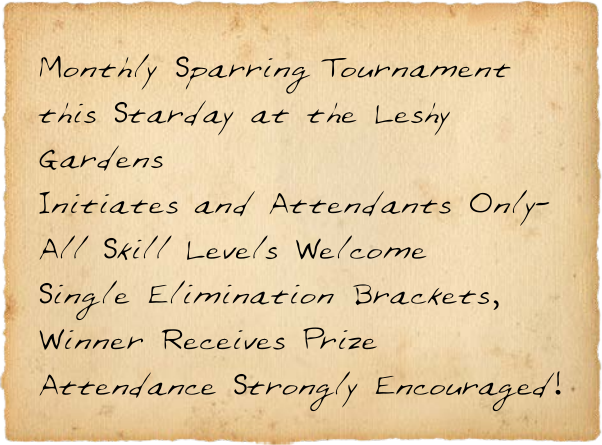 Monthly Sparring Tournament
this Starday at the Leshy
Gardens
Initiates and Attendants Only-
All Skill Levels Welcome
Single Elimination Brackets,
Winner Receives Prize
Attendance Strongly Encouraged!